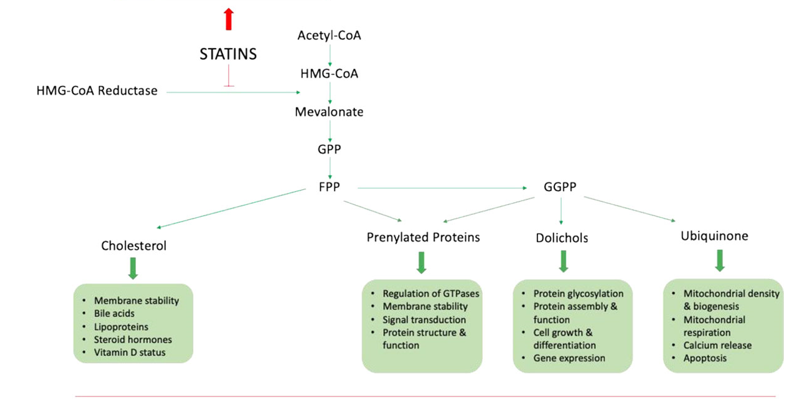 STATINS
Acetyl-CoA
HMG-CoA
HMG-CoA Reductase
Mevalonate
GPP
FPP
GGPP
Cholesterol
Prenylated Proteins
Dolichols
Ubiquinone
• Membrane stability
• Bile acids
• Lipoproteins
• Steroid hormones
• Vitamin D status
• Regulation of GTPases
• Membrane stability
• Signal transduction
• Protein structure &
function
• Protein glycosylation
• Protein assembly &
function
• Cell growth &
differentiation
• Gene expression
• Mitochondrial density
& biogenesis
• Mitochondrial
respiration
• Calcium release
• Apoptosis